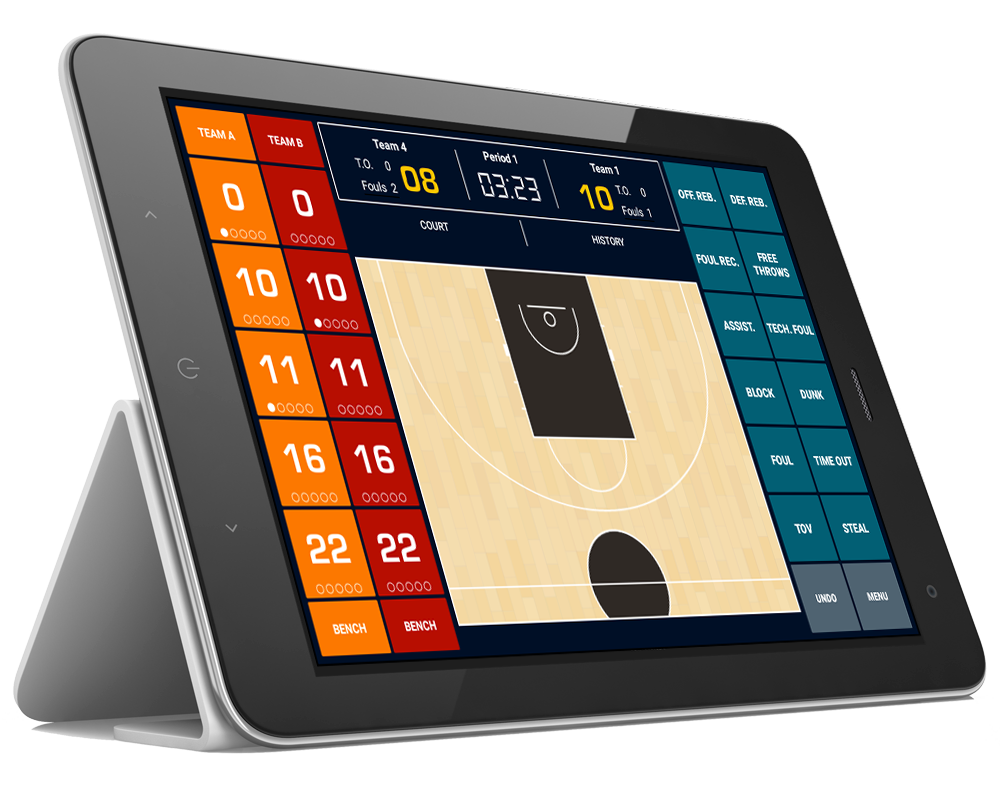 TEAM A
TEAM B
Team 4
T.O. 0
Fouls 2
08
Period 1
03:23
Team 1
10
T.O. 0
Fouls 1
COURT
HISTORY
0
0
10
10
11
11
16
16
22
22
BENCH
BENCH
OFF. REB.
DEF. REB.
FOUL REC.
FREE
THROWS
ASSIST.
TECH. FOUL
BLOCK
DUNK
FOUL
TIME OUT
TOV
STEAL
UNDO
MENU